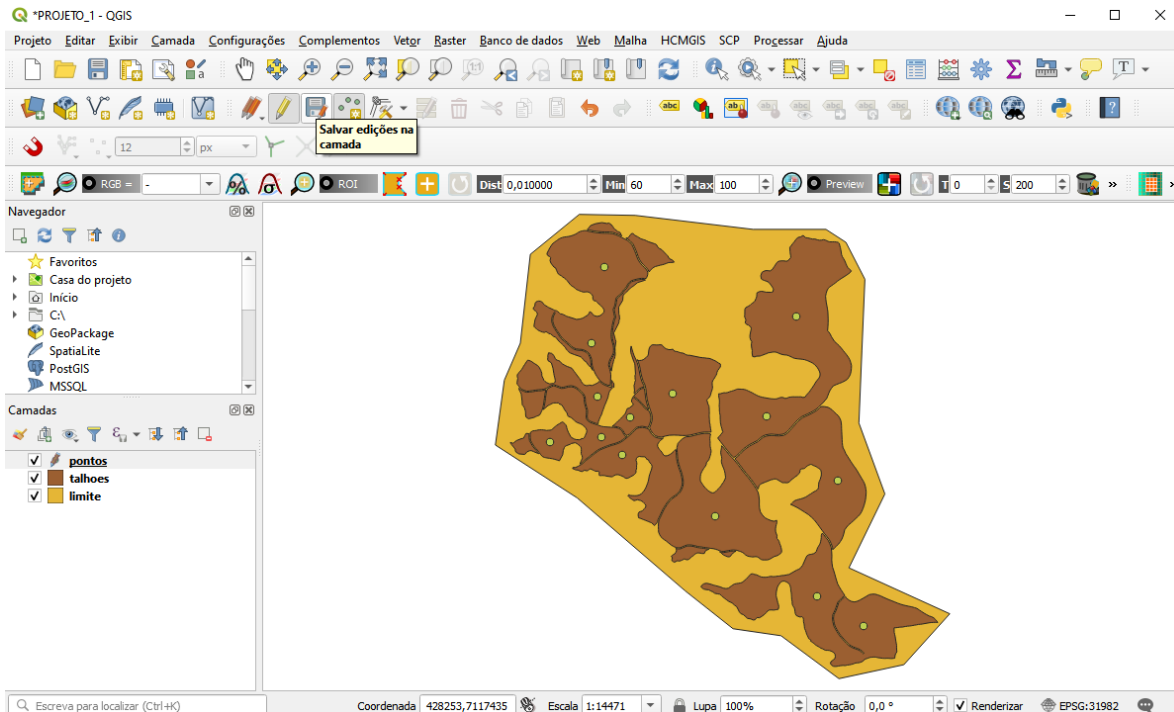 *PROJETO_1 - QGIS
Projeto Editar Exibir Camada Configurações Complementos Vetor Raster Banco de dados Web Malha HCMGIS SCP Processar Ajuda
abc
Salvar edições na
camada
12 px
RGB = - ROI Dist 0,010000 Min 60 Max 100 Preview T 0 S 200 »
Navegador
Favoritos
Casa do projeto
Início
C:\
GeoPackage
SpatiaLite
PostGIS
MSSQL
Camadas
pontos
talhoes
limite
Escreva para localizar (Ctrl+K) Coordenada 428253,7117435 Escala 1:14471 Lupa 100% Rotação 0,0 ° Renderizar EPSG:31982